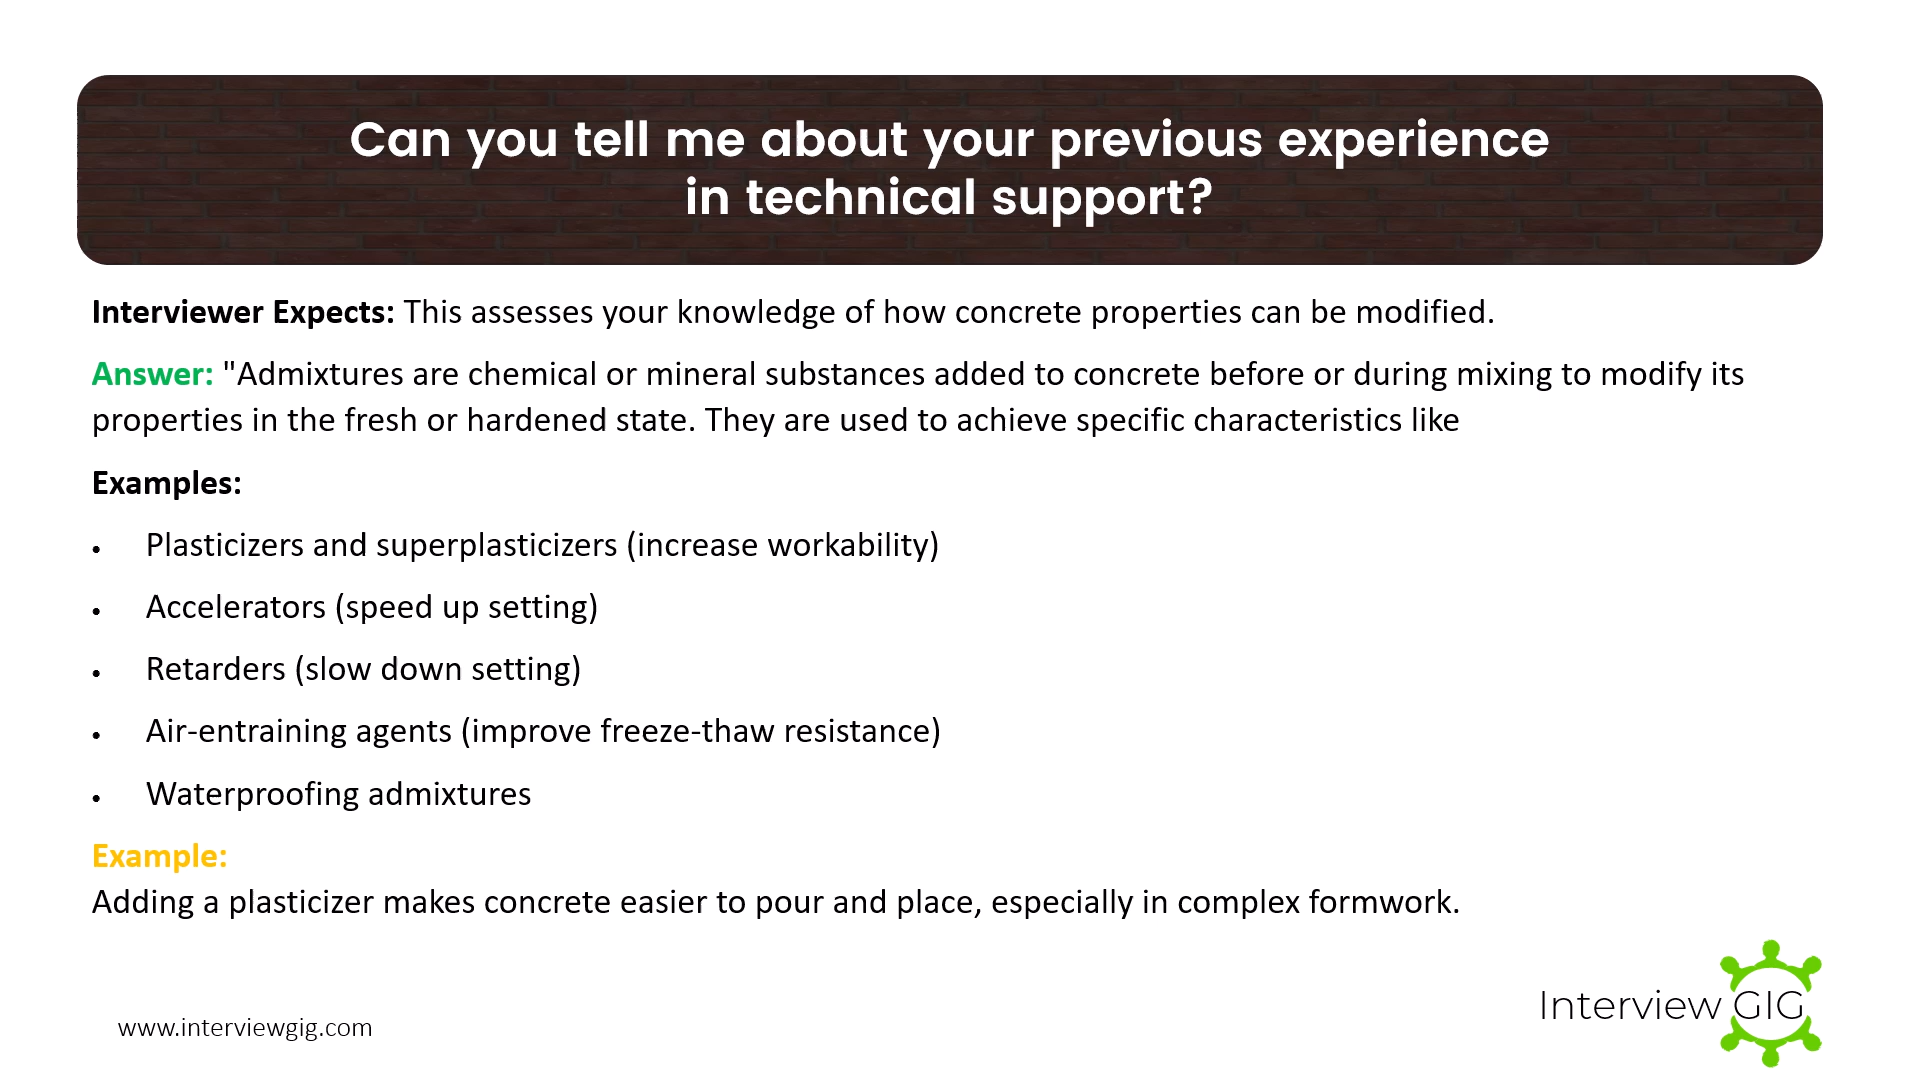 Can you tell me about your previous experience
in technical support?
Interviewer Expects: This assesses your knowledge of how concrete properties can be modified.
Answer: "Admixtures are chemical or mineral substances added to concrete before or during mixing to modify its
properties in the fresh or hardened state. They are used to achieve specific characteristics like
Examples:
• Plasticizers and superplasticizers (increase workability)
• Accelerators (speed up setting)
• Retarders (slow down setting)
• Air-entraining agents (improve freeze-thaw resistance)
• Waterproofing admixtures
Example:
Adding a plasticizer makes concrete easier to pour and place, especially in complex formwork.
Interview GIG
www.interviewgig.com